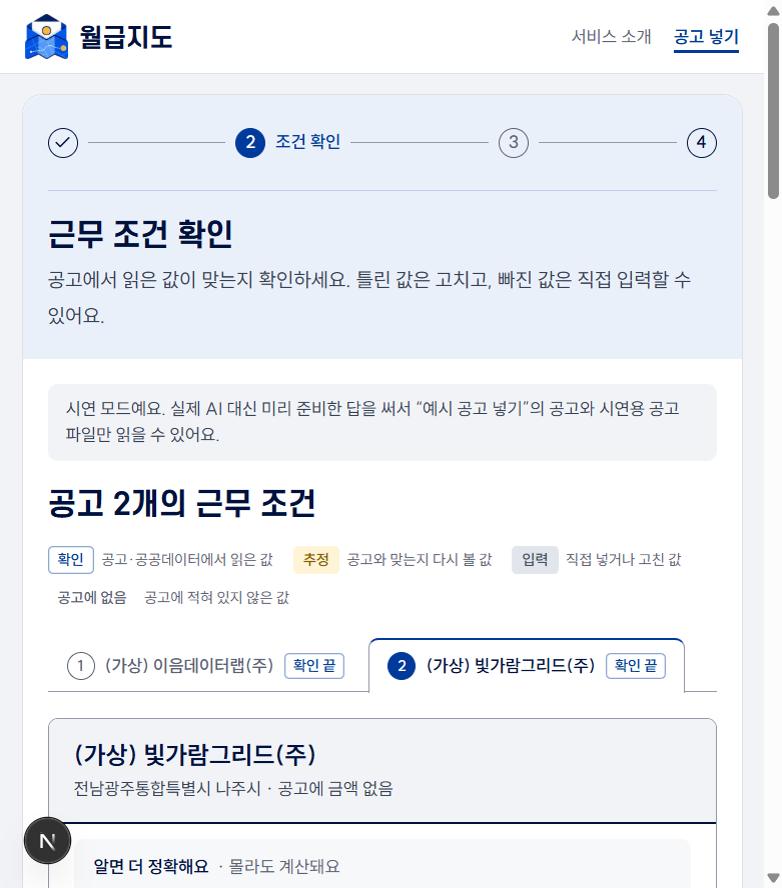 월급지도
서비스 소개
공고 넣기
2
조건 확인
3
4
근무 조건 확인
공고에서 읽은 값이 맞는지 확인하세요. 틀린 값은 고치고, 빠진 값은 직접 입력할 수
있어요.
시연 모드예요. 실제 AI 대신 미리 준비한 답을 써서 “예시 공고 넣기”의 공고와 시연용 공고
파일만 읽을 수 있어요.
공고 2개의 근무 조건
확인 공고·공공데이터에서 읽은 값 추정 공고와 맞는지 다시 볼 값 입력 직접 넣거나 고친 값
공고에 없음 공고에 적혀 있지 않은 값
1 (가상) 이음데이터랩(주) 확인 끝
2 (가상) 빛가람그리드(주) 확인 끝
(가상) 빛가람그리드(주)
전남광주통합특별시 나주시 · 공고에 금액 없음
N
알면 더 정확해요 · 몰라도 계산돼요